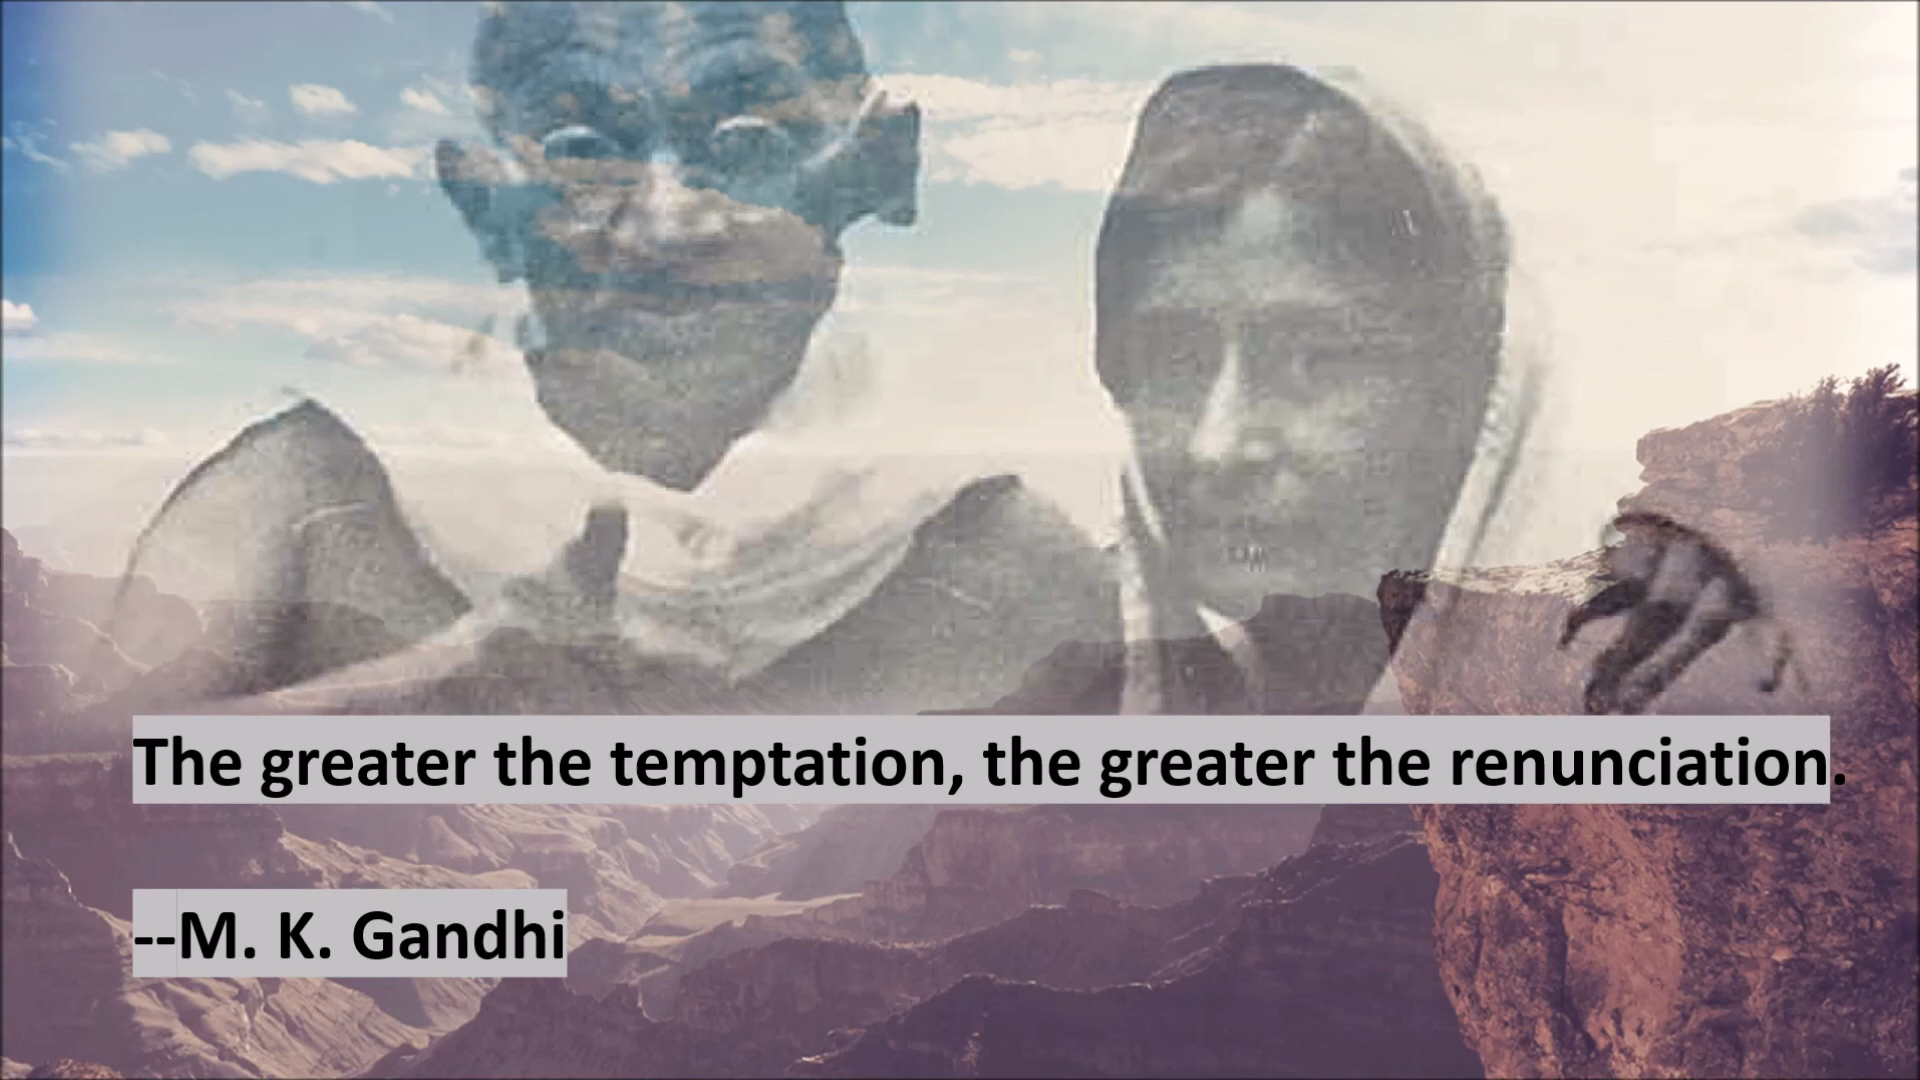 The greater the temptation, the greater the renunciation.
--M. K. Gandhi